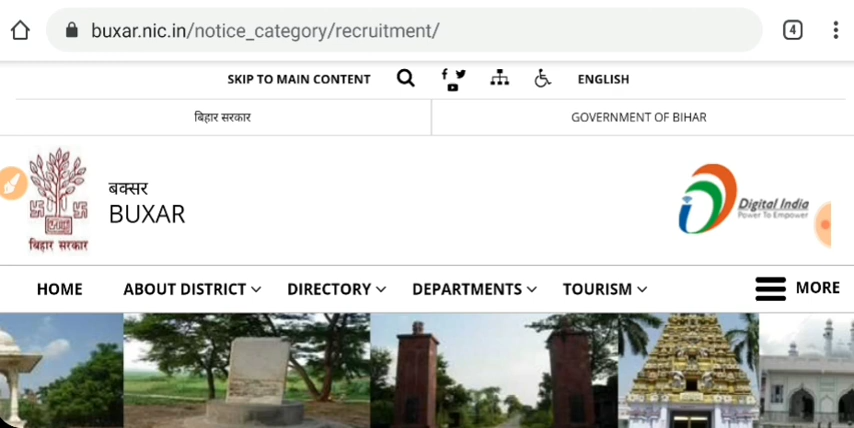 buxar.nic.in/notice_category/recruitment/
4
SKIP TO MAIN CONTENT
ENGLISH
बिहार सरकार
GOVERNMENT OF BIHAR
बक्सर
BUXAR
बिहार सरकार
Digital India
Power To Empower
HOME
ABOUT DISTRICT
DIRECTORY
DEPARTMENTS
TOURISM
MORE